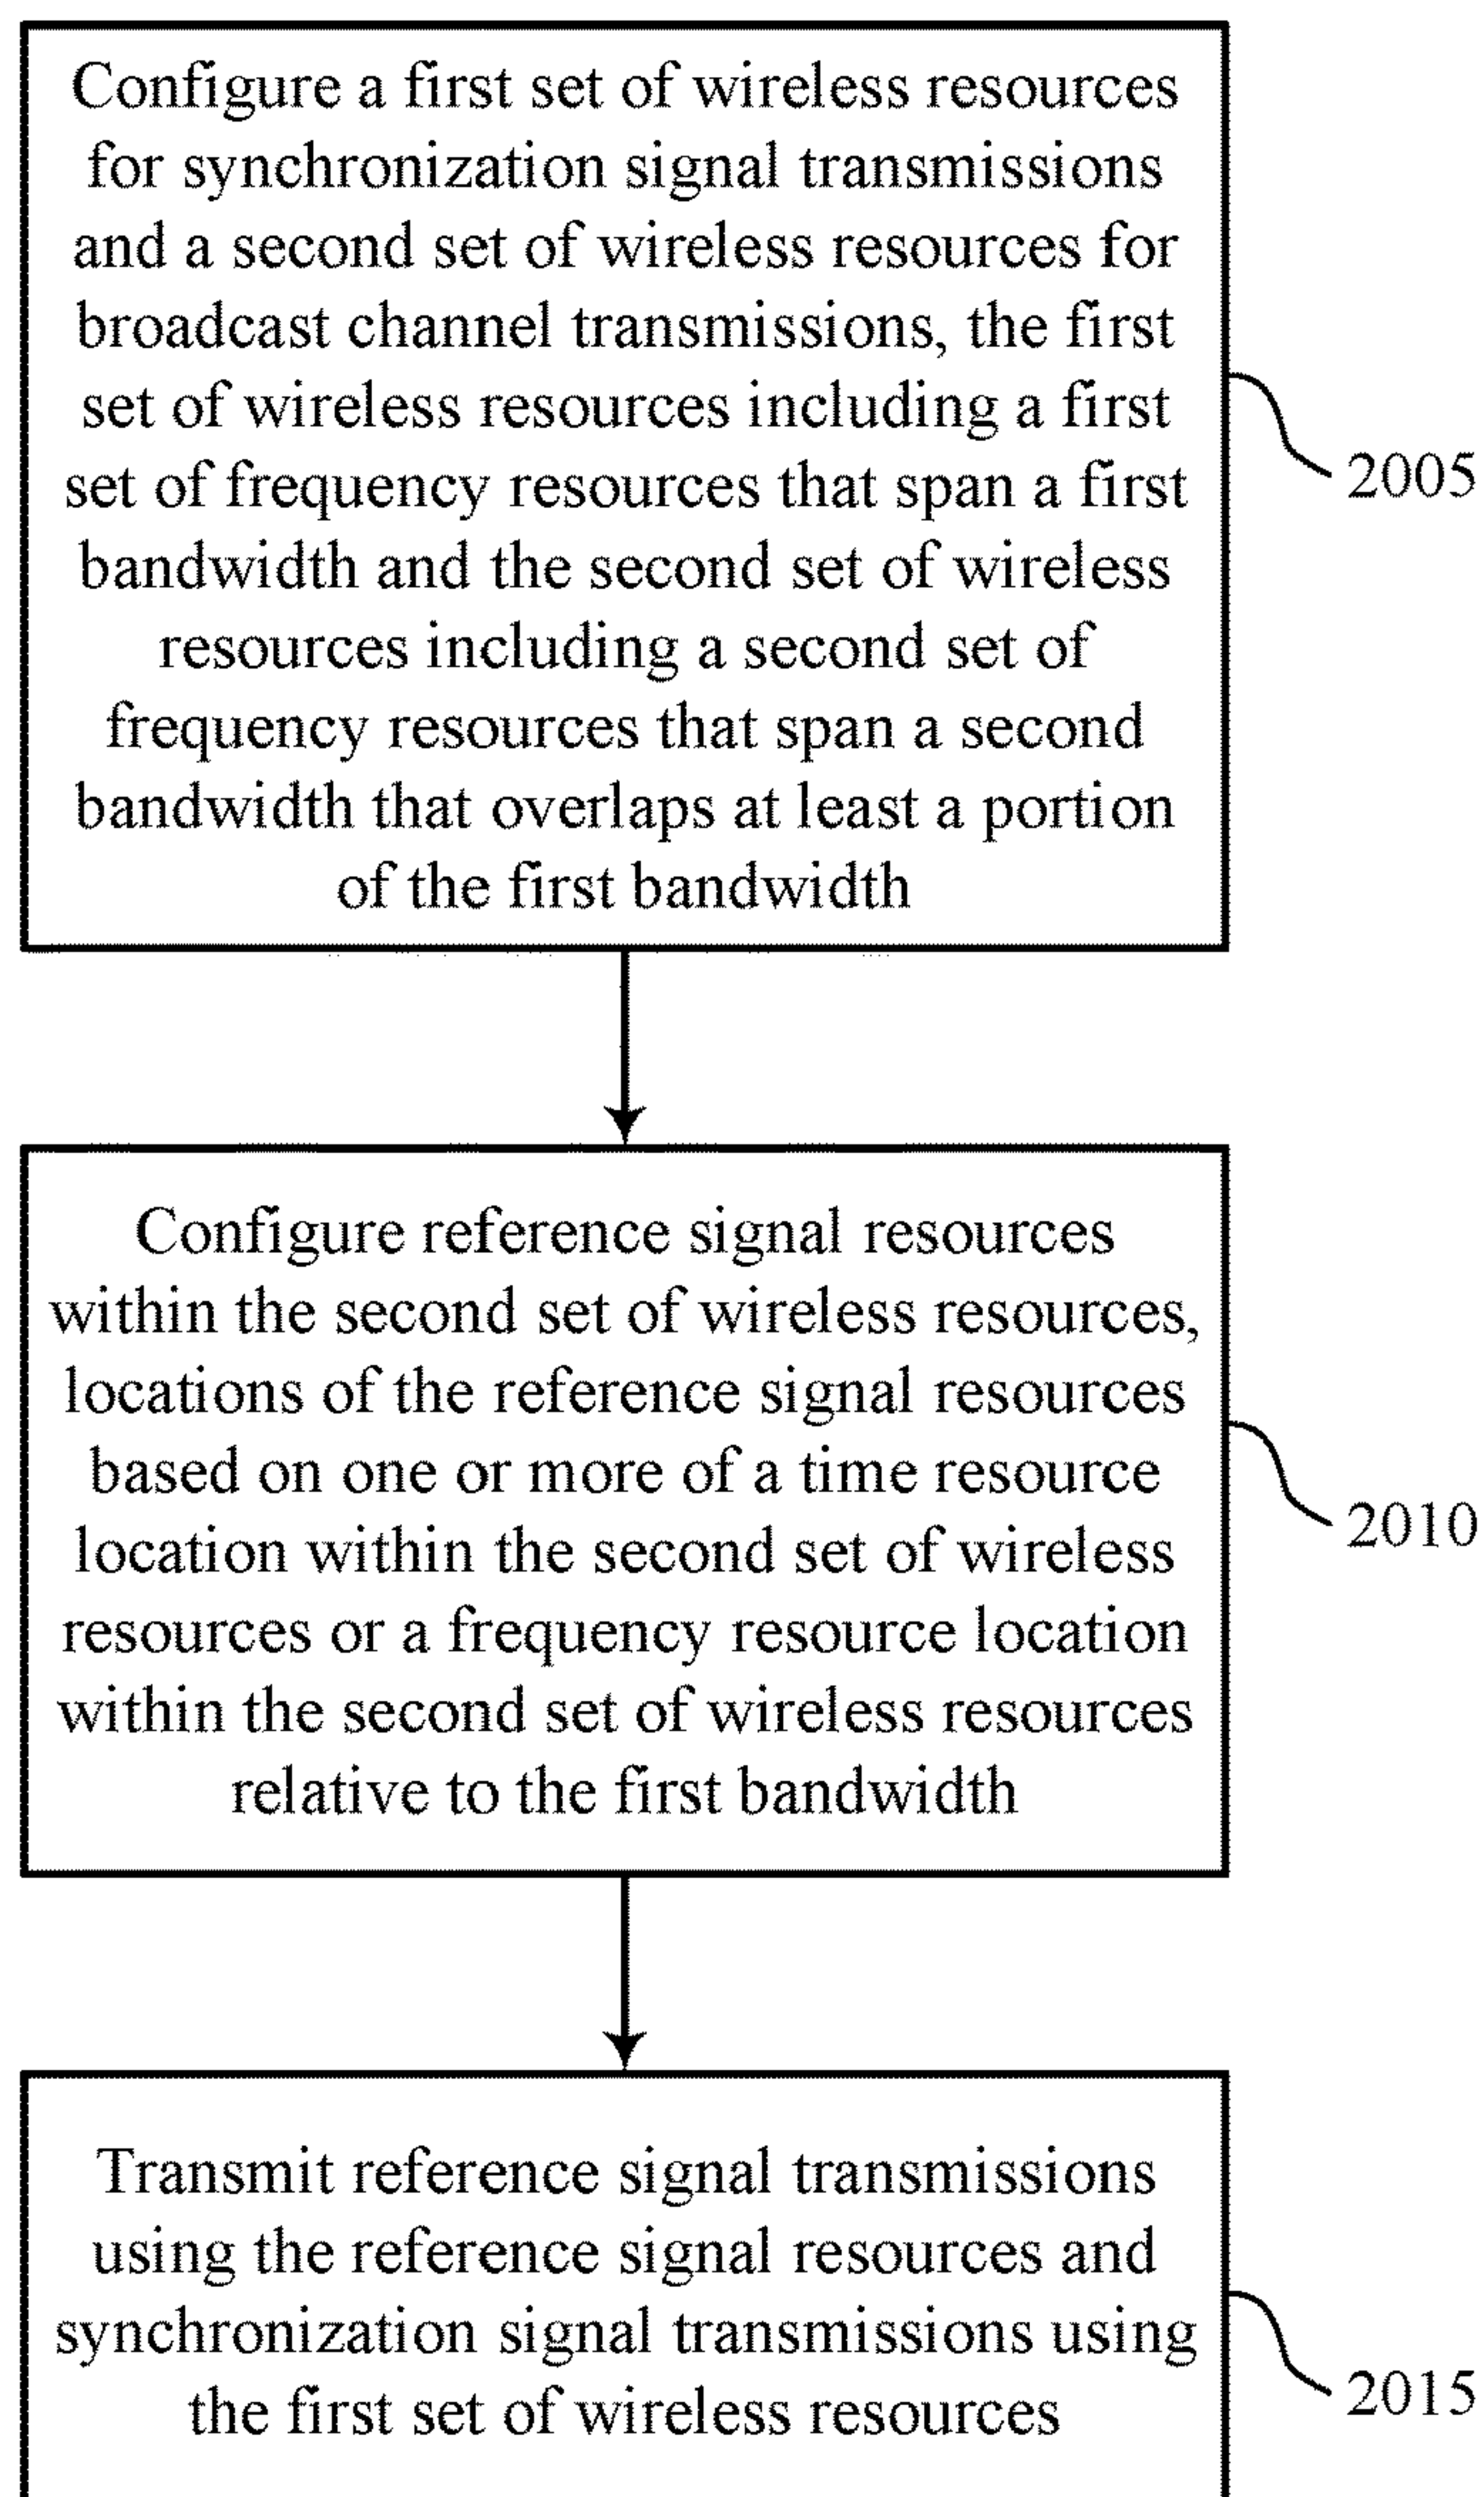 Configure a first set of wireless resources
for synchronization signal transmissions
and a second set of wireless resources for
broadcast channel transmissions, the first
set of wireless resources including a first
set of frequency resources that span a first
bandwidth and the second set of wireless
resources including a second set of
frequency resources that span a second
bandwidth that overlaps at least a portion
of the first bandwidth
2005
Configure reference signal resources
within the second set of wireless resources,
locations of the reference signal resources
based on one or more of a time resource
location within the second set of wireless
resources or a frequency resource location
within the second set of wireless resources
relative to the first bandwidth
2010
Transmit reference signal transmissions
using the reference signal resources and
synchronization signal transmissions using
the first set of wireless resources
2015